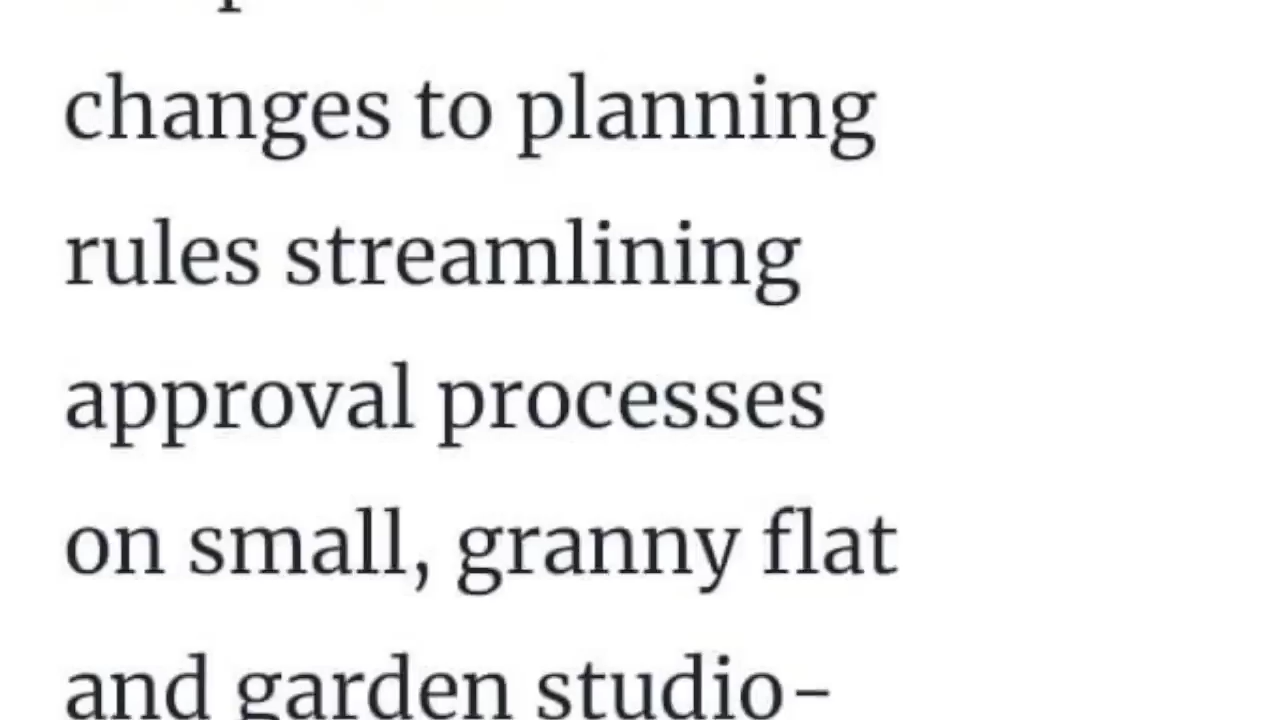 changes to planning
rules streamlining
approval processes
on small, granny flat
and garden studio-